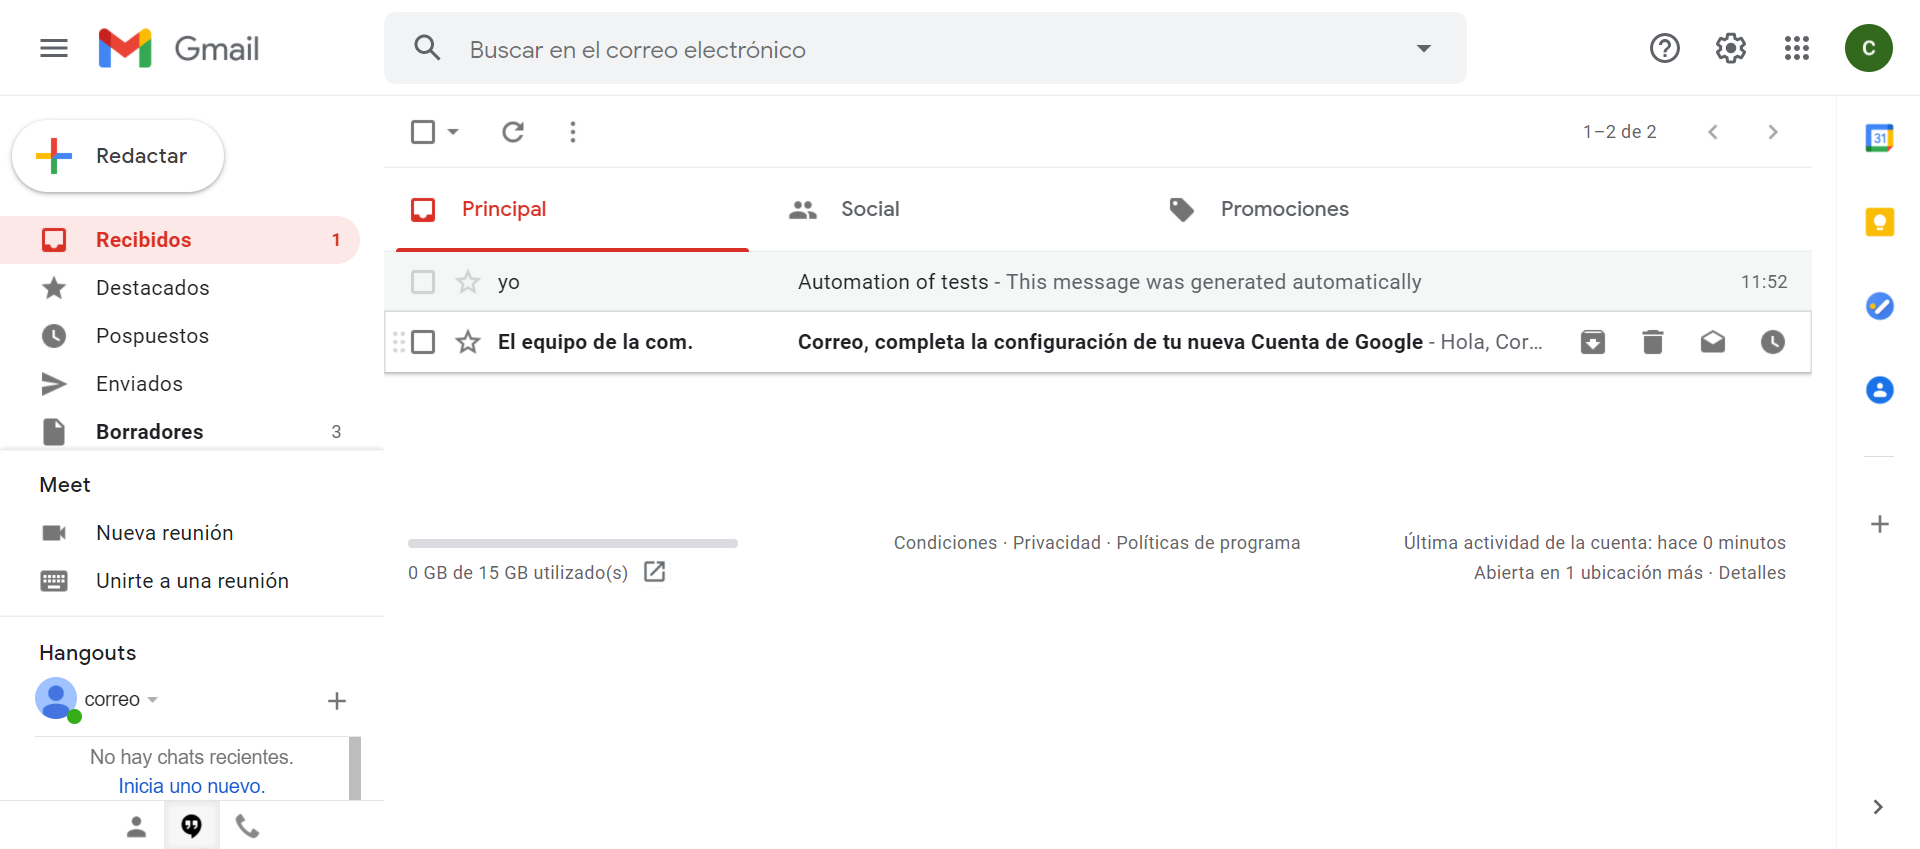 Gmail
Buscar en el correo electrónico
C
Redactar
1–2 de 2
31
Principal
Social
Promociones
Recibidos 1
Destacados
Pospuestos
Enviados
Borradores 3
yo Automation of tests - This message was generated automatically 11:52
El equipo de la com. Correo, completa la configuración de tu nueva Cuenta de Google - Hola, Cor…
Meet
Nueva reunión
Unirte a una reunión
0 GB de 15 GB utilizado(s)
Condiciones · Privacidad · Políticas de programa
Última actividad de la cuenta: hace 0 minutos
Abierta en 1 ubicación más · Detalles
Hangouts
correo
No hay chats recientes.
Inicia uno nuevo.